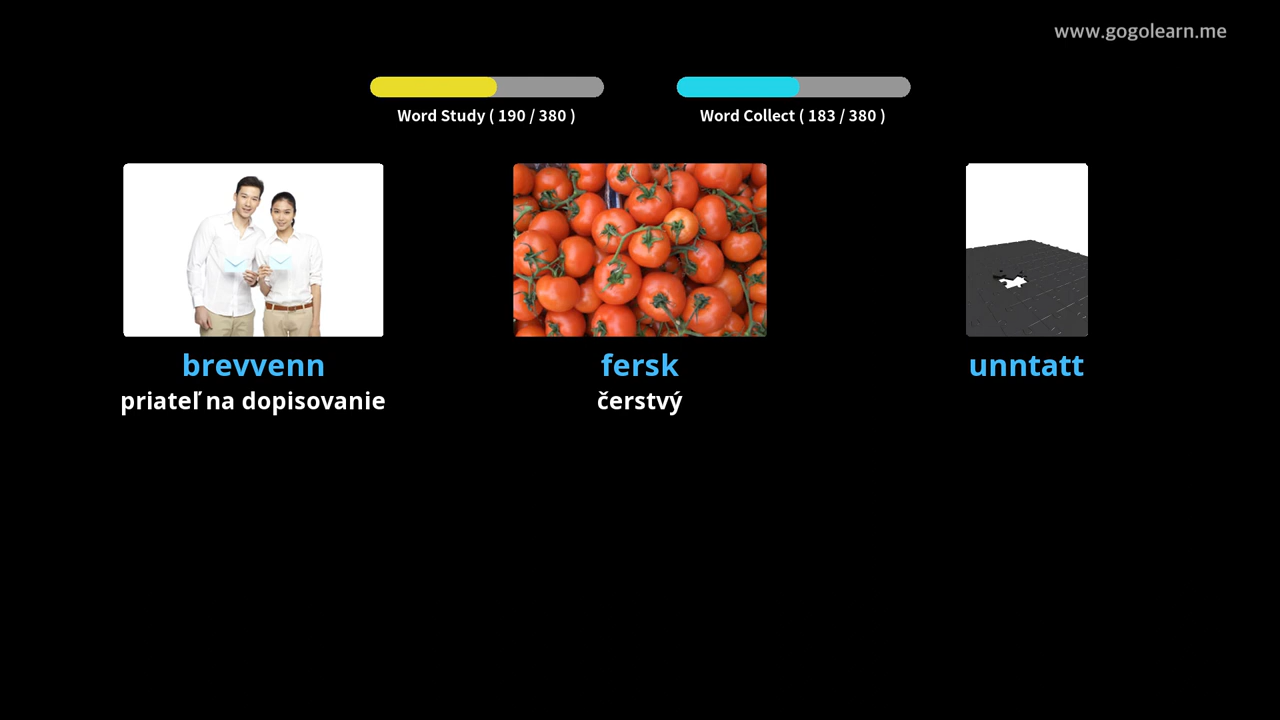 www.gogolearn.me
Word Study ( 190 / 380 )
Word Collect ( 183 / 380 )
brevvenn
priateľ na dopisovanie
fersk
čerstvý
unntatt